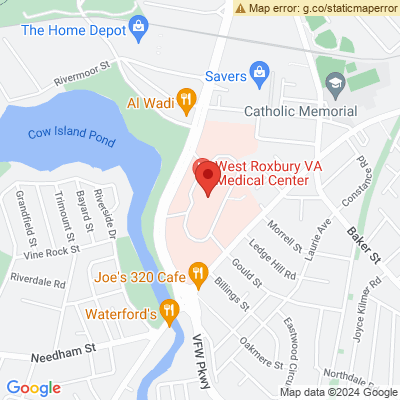 Map error: g.co/staticmaperror
The Home Depot
Rivermoor St
Savers
Al Wadi
Catholic Memorial
Cow Island Pond
West Roxbury VA
Medical Center
Constance Rd
Grandfield St
Trimount St
Bayard St
Riverside Dr
Laurie Ave
Morrell St
Baker St
Vine Rock St
Ledge Hill Rd
Gould St
Riverdale Rd
Joe's 320 Cafe
Billings St
Joyce Kilmer Rd
Waterford's
Needham St
VFW Pkwy
Eastwood Circuit
Oakmere St
Northdale Rd
Google
Map data ©2024 Google